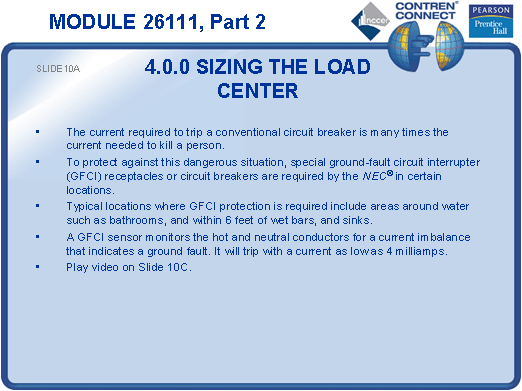 MODULE 26111, Part 2
nccer
CONTREN®
CONNECT
PEARSON
Prentice
Hall
SLIDE 10A
4.0.0 SIZING THE LOAD
CENTER
• The current required to trip a conventional circuit breaker is many times the
current needed to kill a person.
• To protect against this dangerous situation, special ground-fault circuit interrupter
(GFCI) receptacles or circuit breakers are required by the NEC® in certain
locations.
• Typical locations where GFCI protection is required include areas around water
such as bathrooms, and within 6 feet of wet bars, and sinks.
• A GFCI sensor monitors the hot and neutral conductors for a current imbalance
that indicates a ground fault. It will trip with a current as low as 4 milliamps.
• Play video on Slide 10C.